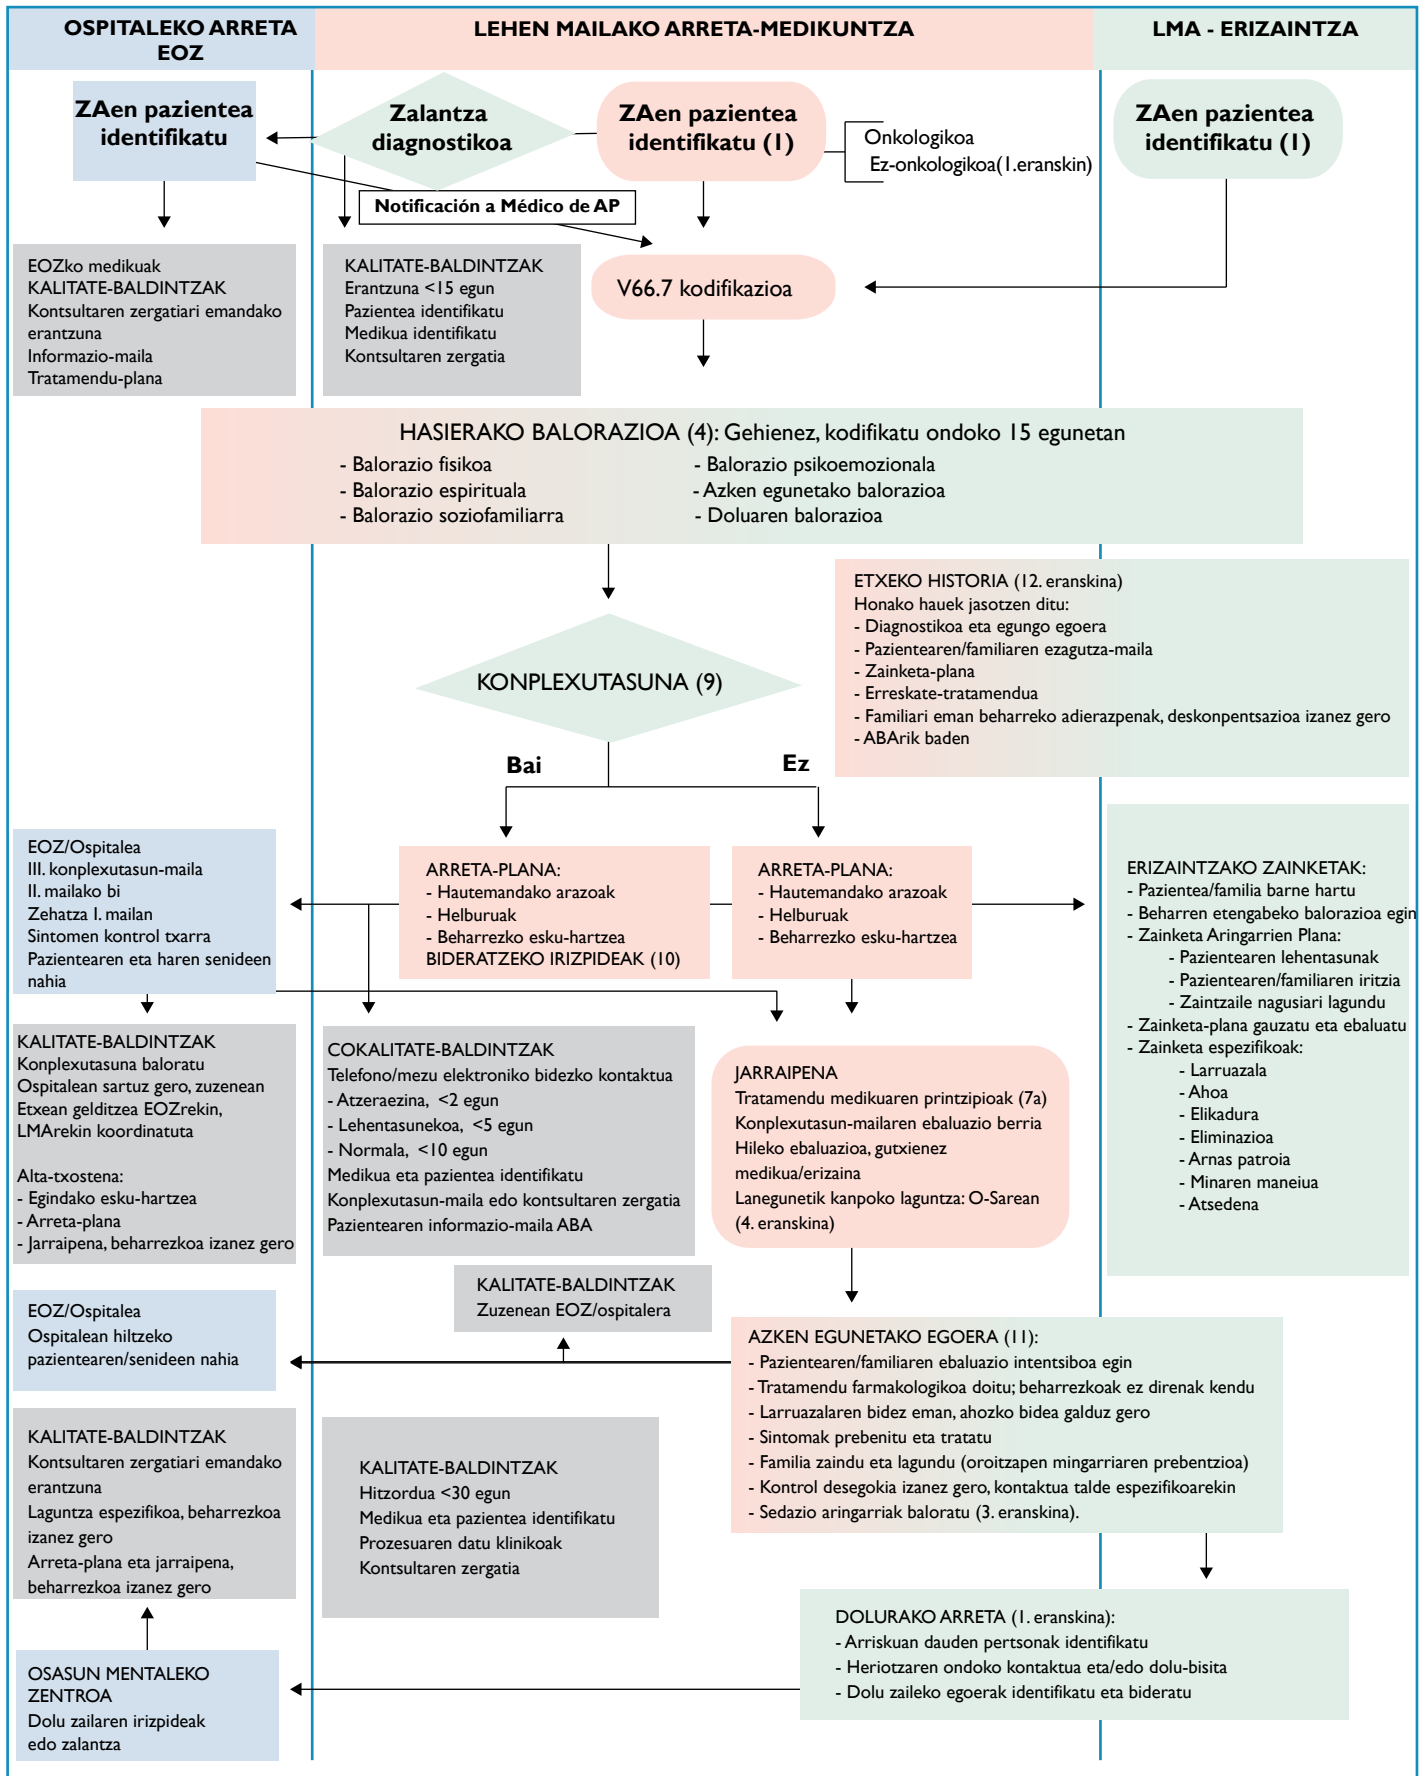 OSPITALEKO ARRETA
EOZ
LEHEN MAILAKO ARRETA-MEDIKUNTZA
LMA - ERIZAINTZA
ZAen pazientea
identifikatu
Zalantza
diagnostikoa
ZAen pazientea
identifikatu (1)
Onkologikoa
Ez-onkologikoa(1.eranskin)
ZAen pazientea
identifikatu (1)
Notificación a Médico de AP
EOZko medikuak
KALITATE-BALDINTZAK
Kontsultaren zergatiari emandako
erantzuna
Informazio-maila
Tratamendu-plana
KALITATE-BALDINTZAK
Erantzuna <15 egun
Pazientea identifikatu
Medikua identifikatu
Kontsultaren zergatia
V66.7 kodifikazioa
HASIERAKO BALORAZIOA (4): Gehienez, kodifikatu ondoko 15 egunetan
- Balorazio fisikoa
- Balorazio espirituala
- Balorazio soziofamiliarra
- Balorazio psikoemozionala
- Azken egunetako balorazioa
- Doluaren balorazioa
ETXEKO HISTORIA (12. eranskina)
Honako hauek jasotzen ditu:
- Diagnostikoa eta egungo egoera
- Pazientearen/familiaren ezagutza-maila
- Zainketa-plana
- Erreskate-tratamendua
- Familiari eman beharreko adierazpenak, deskonpentsazioa izanez gero
- ABArik baden
KONPLEXUTASUNA (9)
Bai
Ez
EOZ/Ospitalea
III. konplexutasun-maila
II. mailako bi
Zehatza I. mailan
Sintomen kontrol txarra
Pazientearen eta haren senideen
nahia
ARRETA-PLANA:
- Hautemandako arazoak
- Helburuak
- Beharrezko esku-hartzea
BIDERATZEKO IRIZPIDEAK (10)
ARRETA-PLANA:
- Hautemandako arazoak
- Helburuak
- Beharrezko esku-hartzea
ERIZAINTZAKO ZAINKETAK:
- Pazientea/familia barne hartu
- Beharren etengabeko balorazioa egin
- Zainketa Aringarrien Plana:
- Pazientearen lehentasunak
- Pazientearen/familiaren iritzia
- Zaintzaile nagusiari lagundu
- Zainketa-plana gauzatu eta ebaluatu
- Zainketa espezifikoak:
- Larruazala
- Ahoa
- Elikadura
- Eliminazioa
- Arnas patroia
- Minaren maneiua
- Atsedena
KALITATE-BALDINTZAK
Konplexutasuna baloratu
Ospitalean sartuz gero, zuzenean
Etxean gelditzea EOZrekin,
LMArekin koordinatuta
Alta-txostena:
- Egindako esku-hartzea
- Arreta-plana
- Jarraipena, beharrezkoa izanez gero
COKALITATE-BALDINTZAK
Telefono/mezu elektroniko bidezko kontaktua
- Atzeraezina, <2 egun
- Lehentasunekoa, <5 egun
- Normala, <10 egun
Medikua eta pazientea identifikatu
Konplexutasun-maila edo kontsultaren zergatia
Pazientearen informazio-maila ABA
JARRAIPENA
Tratamendu medikuaren printzipioak (7a)
Konplexutasun-mailaren ebaluazio berria
Hileko ebaluazioa, gutxienez
medikua/erizaina
Lanegunetik kanpoko laguntza: O-Sarean
(4. eranskina)
KALITATE-BALDINTZAK
Zuzenean EOZ/ospitalera
EOZ/Ospitalea
Ospitalean hiltzeko
pazientearen/senideen nahia
AZKEN EGUNETAKO EGOERA (11):
- Pazientearen/familiaren ebaluazio intentsiboa egin
- Tratamendu farmakologikoa doitu; beharrezkoak ez direnak kendu
- Larruazalaren bidez eman, ahozko bidea galduz gero
- Sintomak prebenitu eta tratatu
- Familia zaindu eta lagundu (oroitzapen mingarriaren prebentzioa)
- Kontrol desegokia izanez gero, kontaktua talde espezifikoarekin
- Sedazio aringarriak baloratu (3. eranskina).
KALITATE-BALDINTZAK
Kontsultaren zergatiari emandako
erantzuna
Laguntza espezifikoa, beharrezkoa
izanez gero
Arreta-plana eta jarraipena,
beharrezkoa izanez gero
KALITATE-BALDINTZAK
Hitzordua <30 egun
Medikua eta pazientea identifikatu
Prozesuaren datu klinikoak
Kontsultaren zergatia
DOLURAKO ARRETA (1. eranskina):
- Arriskuan dauden pertsonak identifikatu
- Heriotzaren ondoko kontaktua eta/edo dolu-bisita
- Dolu zaileko egoerak identifikatu eta bideratu
OSASUN MENTALEKO
ZENTROA
Dolu zailaren irizpideak
edo zalantza